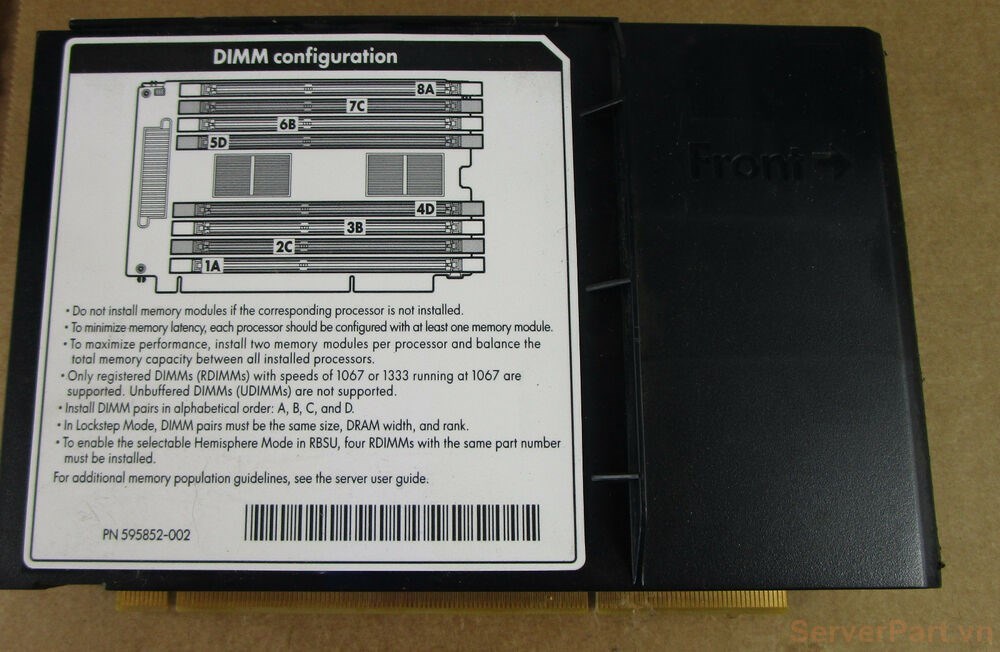 DIMM configuration
8A
7C
6B
5D
4D
3B
2C
1A
Front →
• Do not install memory modules if the corresponding processor is not installed.
• To minimize memory latency, each processor should be configured with at least one memory module.
• To maximize performance, install two memory modules per processor and balance the
total memory capacity between all installed processors.
• Only registered DIMMs (RDIMMs) with speeds of 1067 or 1333 running at 1067 are
supported. Unbuffered DIMMs (UDIMMs) are not supported.
• Install DIMM pairs in alphabetical order: A, B, C, and D.
• In Lockstep Mode, DIMM pairs must be the same size, DRAM width, and rank.
• To enable the selectable Hemisphere Mode in RBSU, four RDIMMs with the same part number
must be installed.
For additional memory population guidelines, see the server user guide.
PN 595852-002
ServerPart.vn